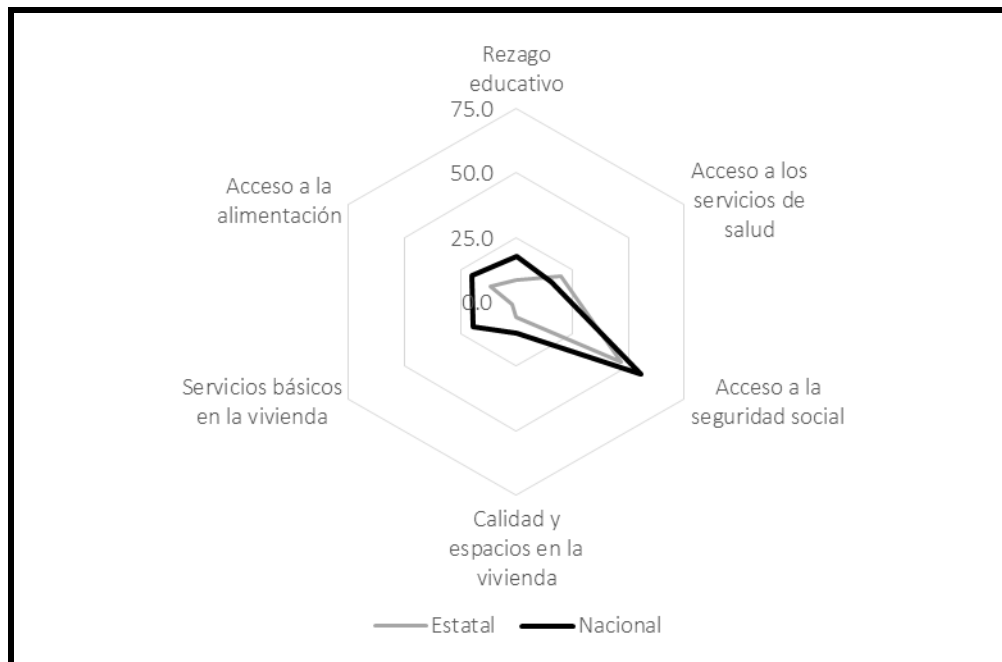 Rezago
educativo
75.0
50.0
25.0
0.0
Acceso a los
servicios de
salud
Acceso a la
seguridad social
Calidad y
espacios en la
vivienda
Servicios básicos
en la vivienda
Acceso a la
alimentación
Estatal
Nacional